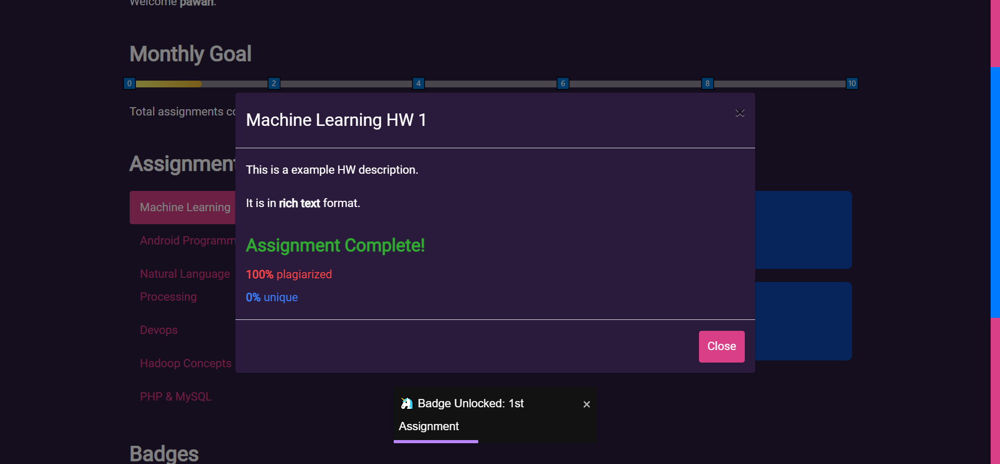 Welcome pawan.
Monthly Goal
0 2 4 6 8 10
Total assignments
Machine Learning HW 1
This is a example HW description.
It is in rich text format.
Assignment Complete!
100% plagiarized
0% unique
Close
Assignment
Machine Learning
Android Programm
Natural Language
Processing
Devops
Hadoop Concepts
PHP & MySQL
Badge Unlocked: 1st
Assignment
Badges